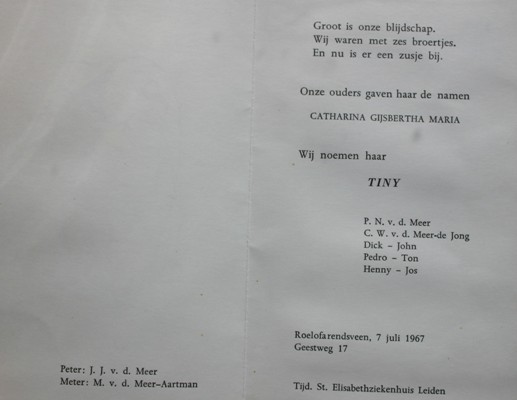 Groot is onze blijdschap.
Wij waren met zes broertjes.
En nu is er een zusje bij.
Onze ouders gaven haar de namen
CATHARINA GIJSBERTHA MARIA
Wij noemen haar
TINY
P. N. v. d. Meer
C. W. v. d. Meer-de Jong
Dick – John
Pedro – Ton
Henny – Jos
Roelofarendsveen, 7 juli 1967
Geestweg 17
Tijd. St. Elisabethziekenhuis Leiden
Peter: J. J. v. d. Meer
Meter: M. v. d. Meer-Aartman